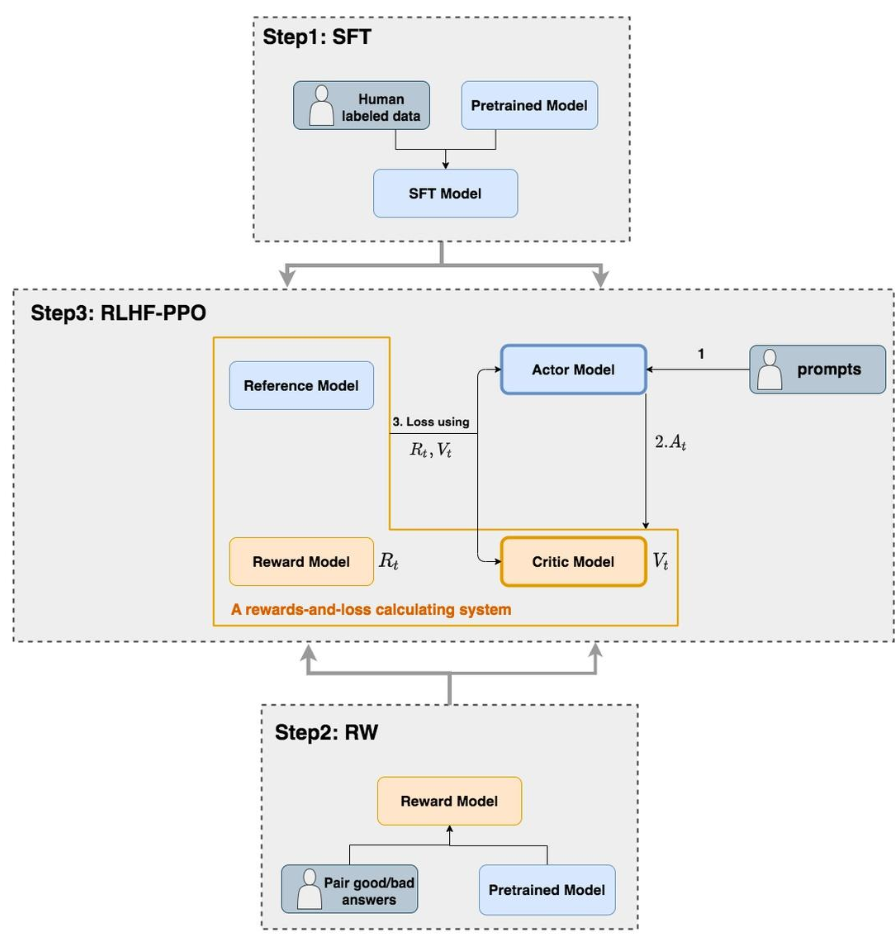 Step1: SFT
Human
labeled data
Pretrained Model
SFT Model
Step3: RLHF-PPO
Reference Model
Actor Model
1
prompts
3. Loss using
R_t, V_t
2.A_t
Reward Model
R_t
Critic Model
V_t
A rewards-and-loss calculating system
Step2: RW
Reward Model
Pair good/bad
answers
Pretrained Model